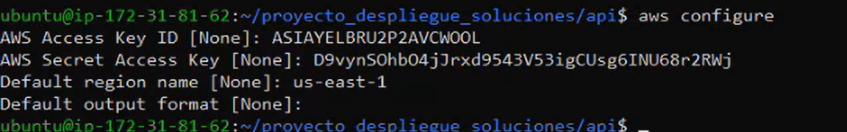 ubuntu@ip-172-31-81-62:~/proyecto_despliegue_soluciones/api$ aws configure
AWS Access Key ID [None]: ASIAYELBRU2P2AVCWOOL
AWS Secret Access Key [None]: D9vynSOhbO4jJrxd9543V53igCUsg6INU68r2RWj
Default region name [None]: us-east-1
Default output format [None]:
ubuntu@ip-172-31-81-62:~/proyecto_despliegue_soluciones/api$ _